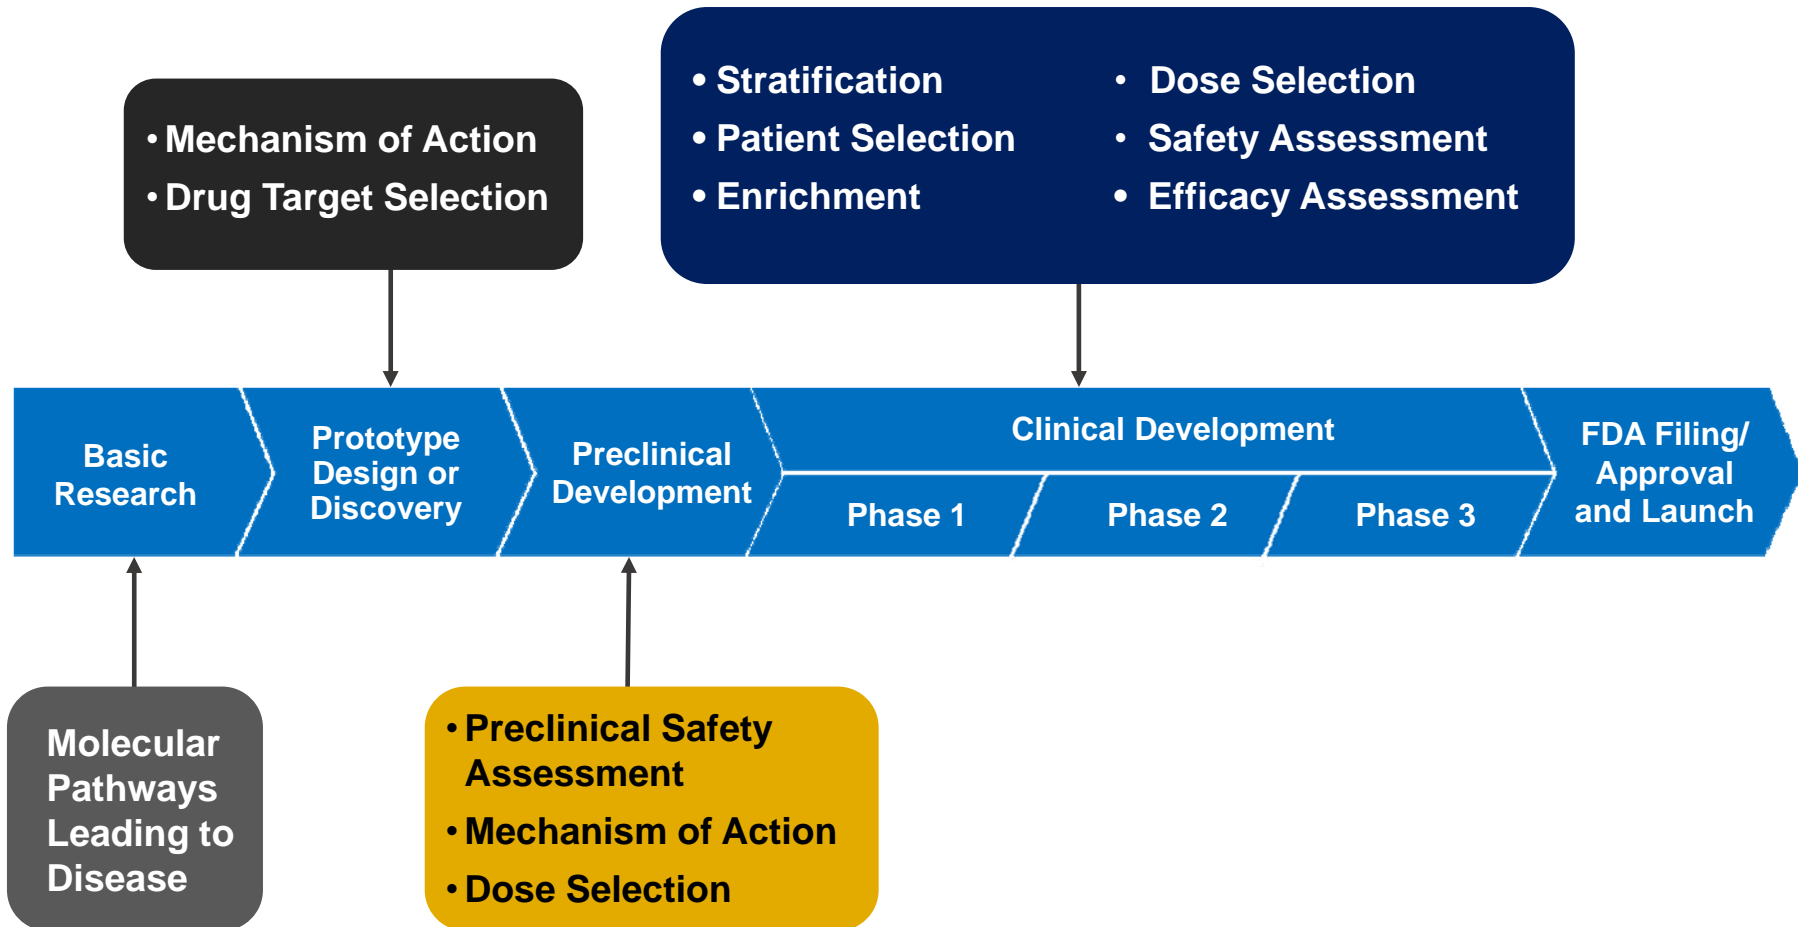 • Mechanism of Action
• Drug Target Selection
• Stratification
• Patient Selection
• Enrichment
• Dose Selection
• Safety Assessment
• Efficacy Assessment
Basic
Research
Prototype
Design or
Discovery
Preclinical
Development
Clinical Development
Phase 1
Phase 2
Phase 3
FDA Filing/
Approval
and Launch
Molecular
Pathways
Leading to
Disease
• Preclinical Safety
Assessment
• Mechanism of Action
• Dose Selection